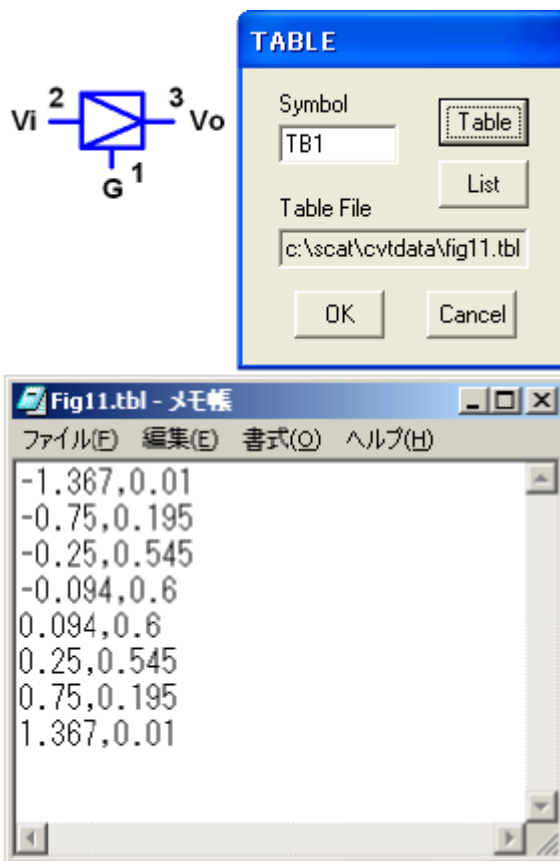 TABLE
2 3
Vi Vo
G 1
Symbol
TB1
Table
List
Table File
c:\scat\cvtdata\fig11.tbl
OK Cancel
Fig11.tbl - メモ帳
ファイル(F) 編集(E) 書式(O) ヘルプ(H)
-1.367,0.01
-0.75,0.195
-0.25,0.545
-0.094,0.6
0.094,0.6
0.25,0.545
0.75,0.195
1.367,0.01